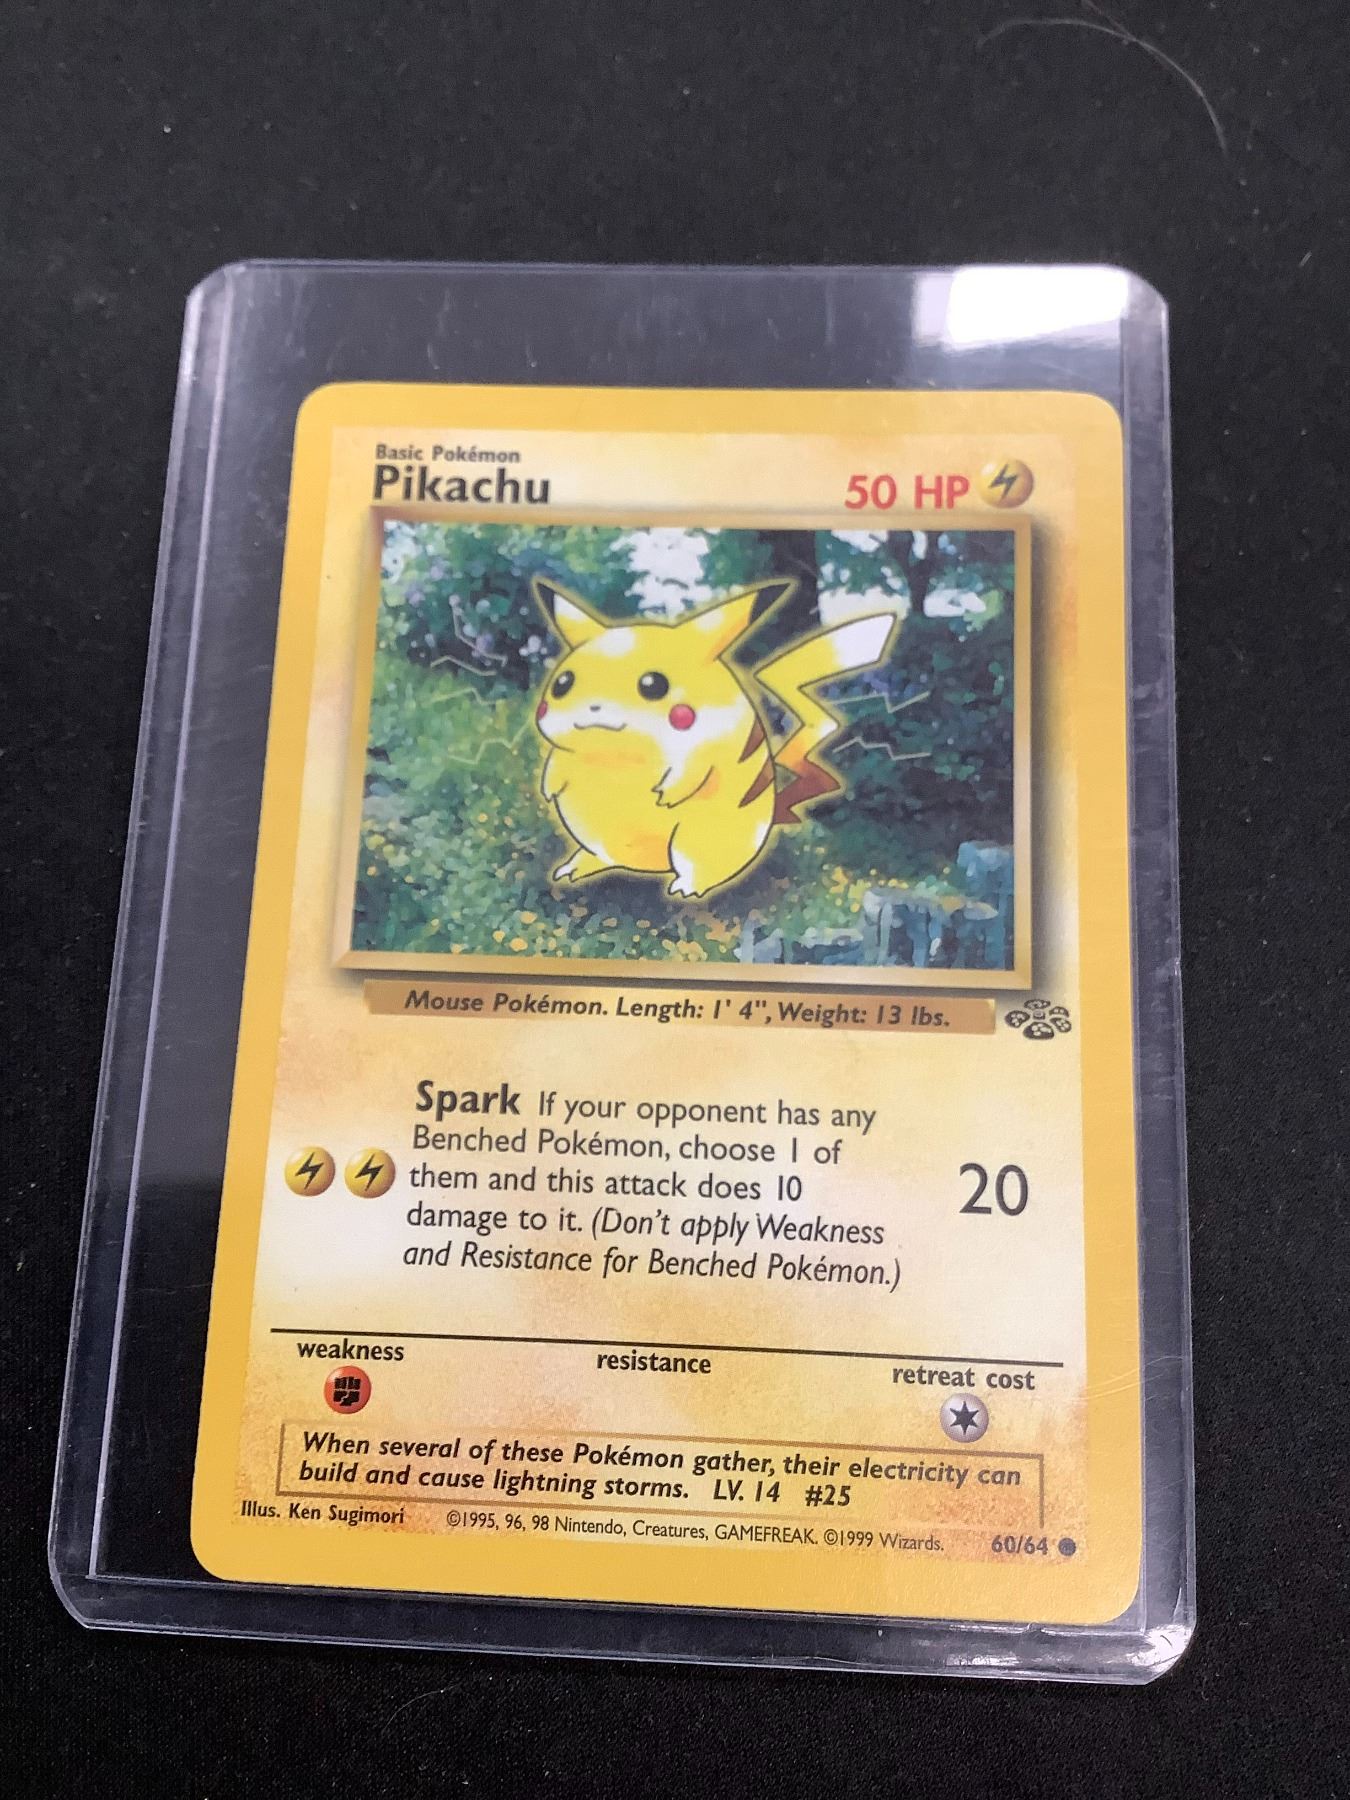 Basic Pokémon
Pikachu
50 HP
Mouse Pokémon. Length: 1' 4", Weight: 13 lbs.
Spark If your opponent has any
Benched Pokémon, choose 1 of
them and this attack does 10
damage to it. (Don't apply Weakness
and Resistance for Benched Pokémon.)
20
weakness
resistance
retreat cost
When several of these Pokémon gather, their electricity can
build and cause lightning storms. LV. 14 #25
Illus. Ken Sugimori ©1995, 96, 98 Nintendo, Creatures, GAMEFREAK. ©1999 Wizards. 60/64 ●